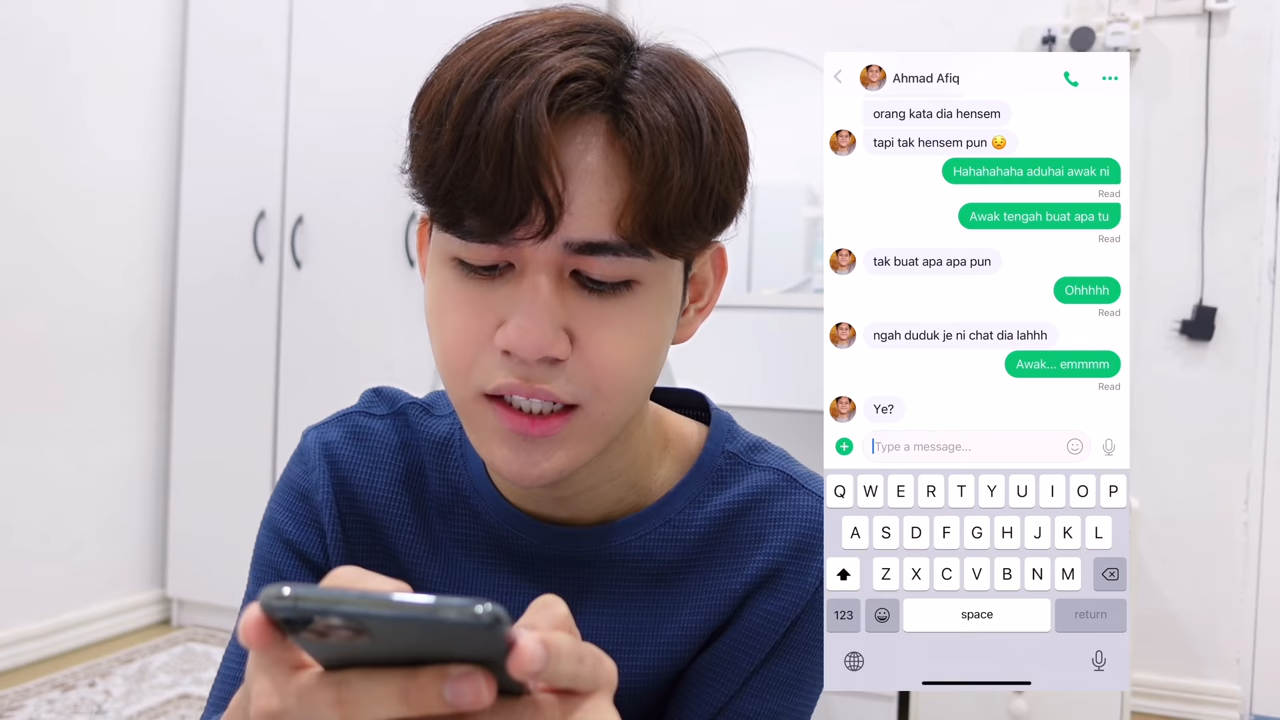 Ahmad Afiq
orang kata dia hensem
tapi tak hensem pun 😣
Hahahahaha aduhai awak ni
Read
Awak tengah buat apa tu
Read
tak buat apa apa pun
Ohhhhh
Read
ngah duduk je ni chat dia lahhh
Awak... emmmm
Read
Ye?
Type a message...
Q W E R T Y U I O P
A S D F G H J K L
Z X C V B N M
123 space return